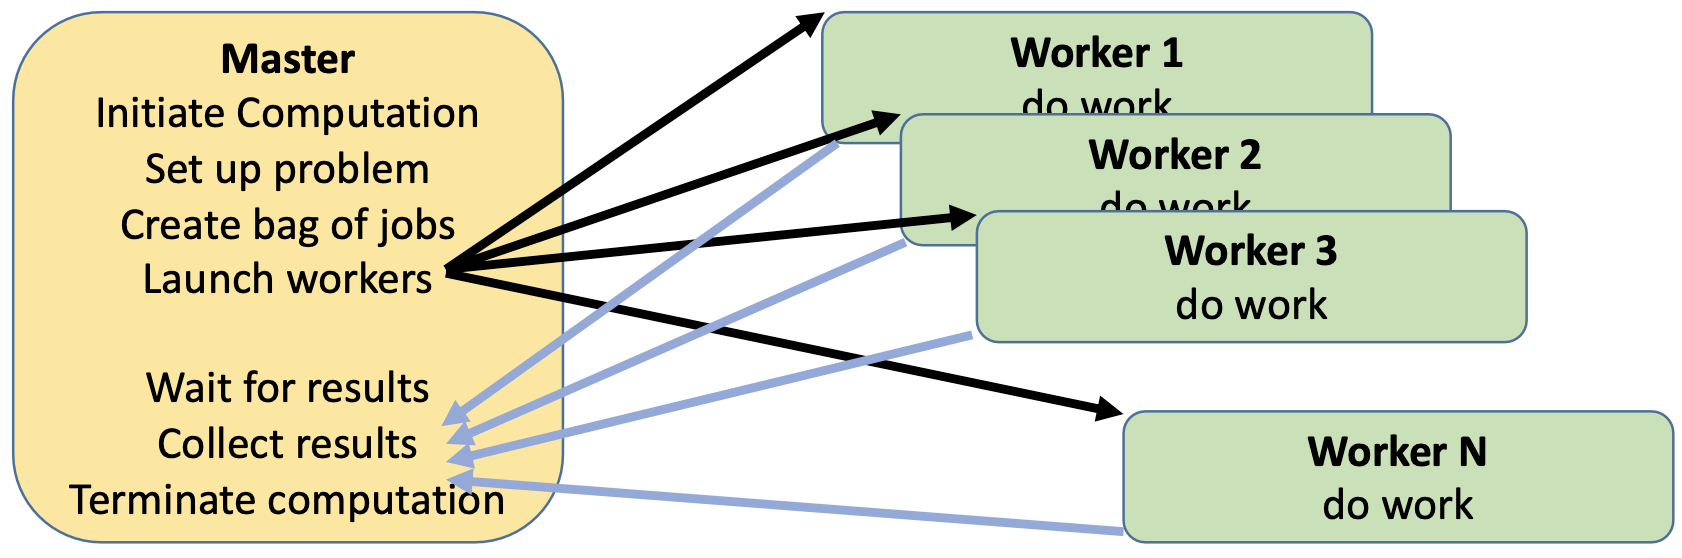 Master
Initiate Computation
Set up problem
Create bag of jobs
Launch workers
Wait for results
Collect results
Terminate computation
Worker 1
do work
Worker 2
do work
Worker 3
do work
Worker N
do work